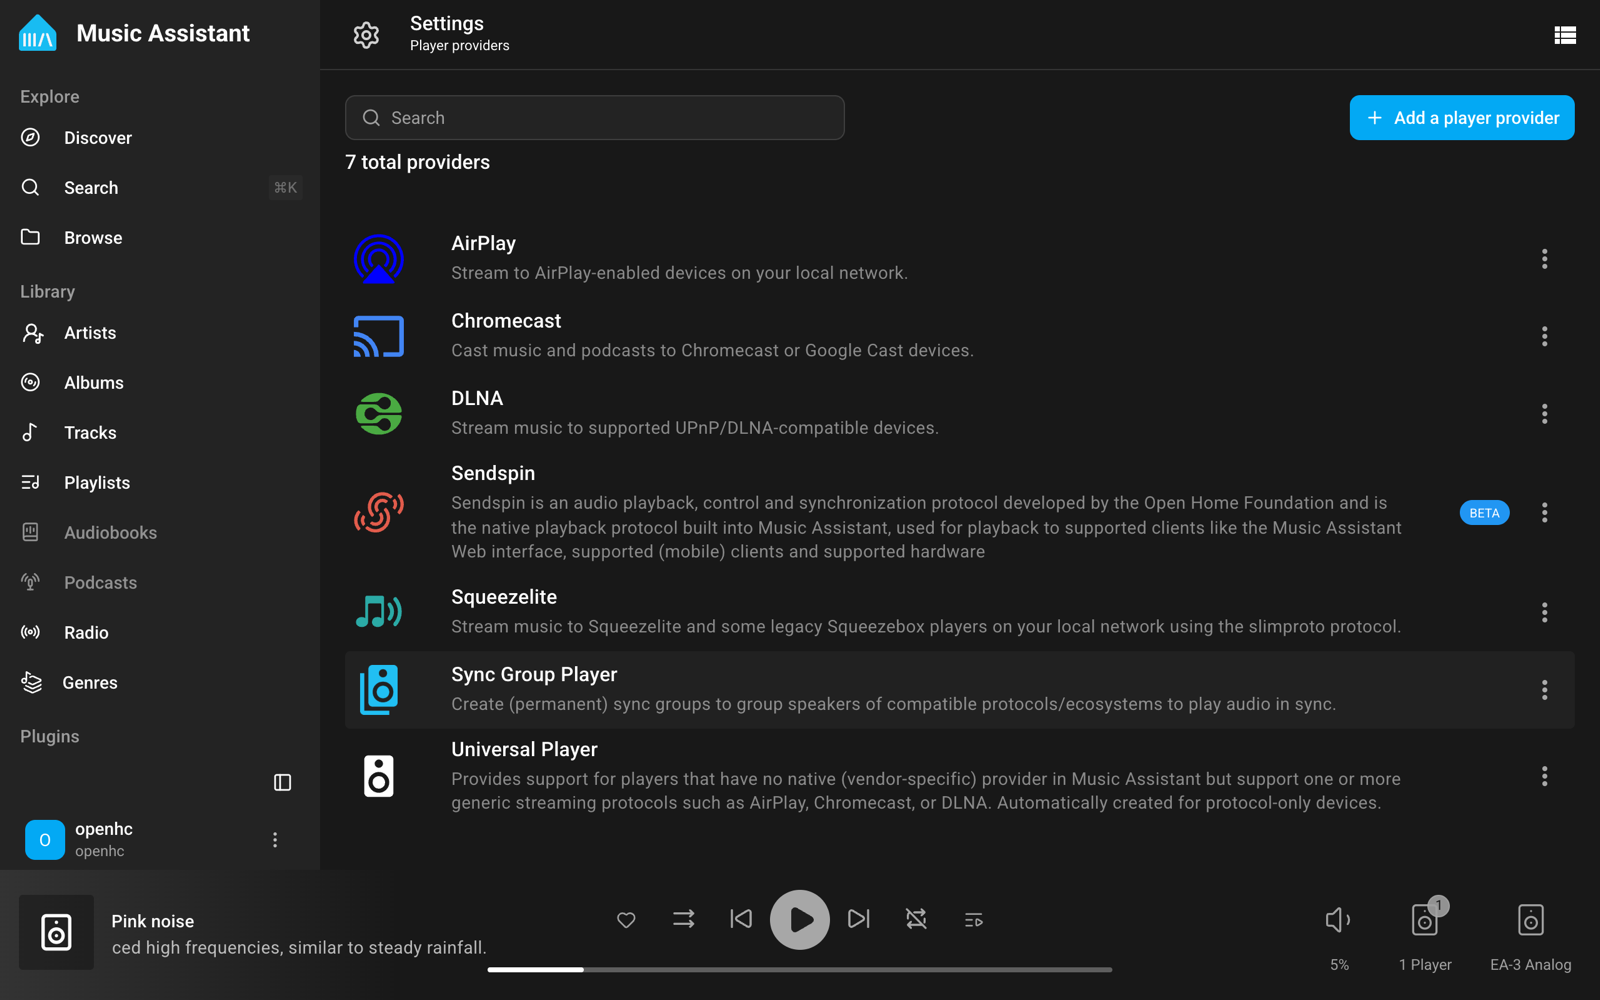 Music Assistant
Settings
Player providers
Explore
Discover
Search
⌘K
Browse
Library
Artists
Albums
Tracks
Playlists
Audiobooks
Podcasts
Radio
Genres
Plugins
O
openhc
openhc
Search
Add a player provider
7 total providers
AirPlay
Stream to AirPlay-enabled devices on your local network.
Chromecast
Cast music and podcasts to Chromecast or Google Cast devices.
DLNA
Stream music to supported UPnP/DLNA-compatible devices.
Sendspin
Sendspin is an audio playback, control and synchronization protocol developed by the Open Home Foundation and is
the native playback protocol built into Music Assistant, used for playback to supported clients like the Music Assistant
Web interface, supported (mobile) clients and supported hardware
BETA
Squeezelite
Stream music to Squeezelite and some legacy Squeezebox players on your local network using the slimproto protocol.
Sync Group Player
Create (permanent) sync groups to group speakers of compatible protocols/ecosystems to play audio in sync.
Universal Player
Provides support for players that have no native (vendor-specific) provider in Music Assistant but support one or more
generic streaming protocols such as AirPlay, Chromecast, or DLNA. Automatically created for protocol-only devices.
Pink noise
ced high frequencies, similar to steady rainfall.
5%
1
1 Player
EA-3 Analog